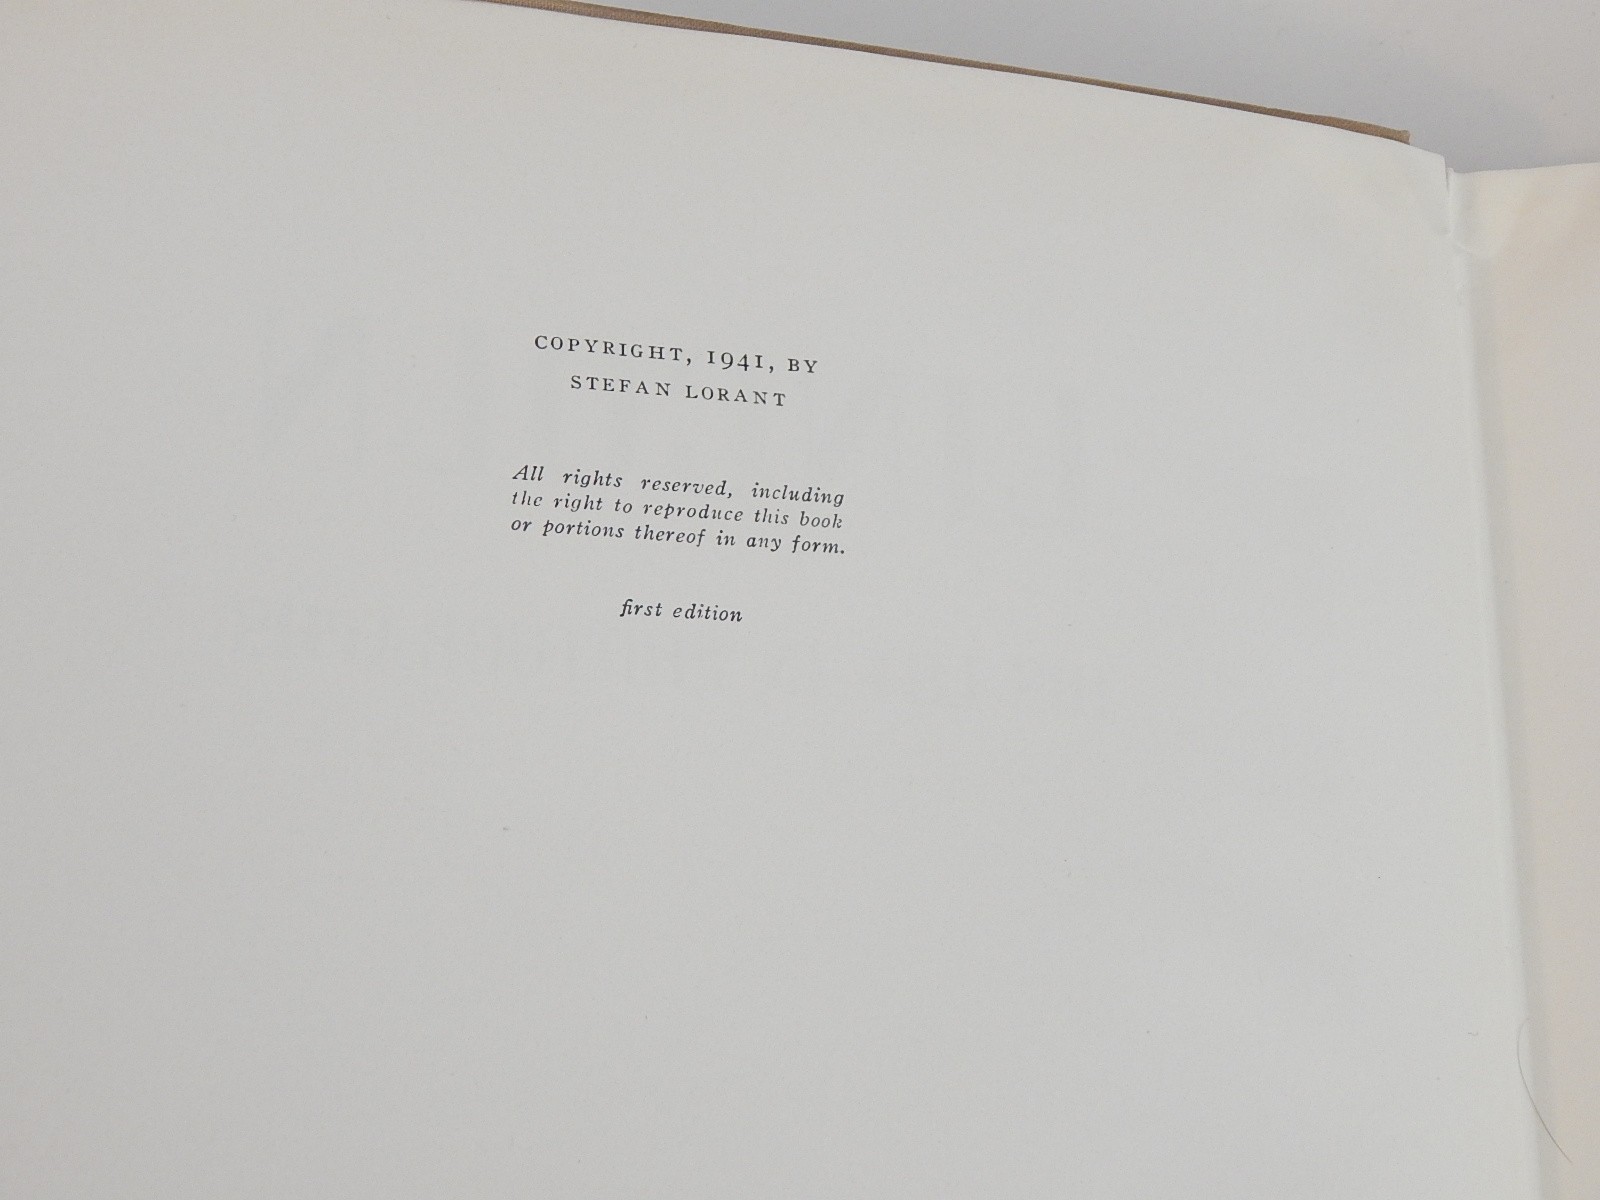 COPYRIGHT, 1941, BY
STEFAN LORANT
All rights reserved, including
the right to reproduce this book
or portions thereof in any form.
first edition